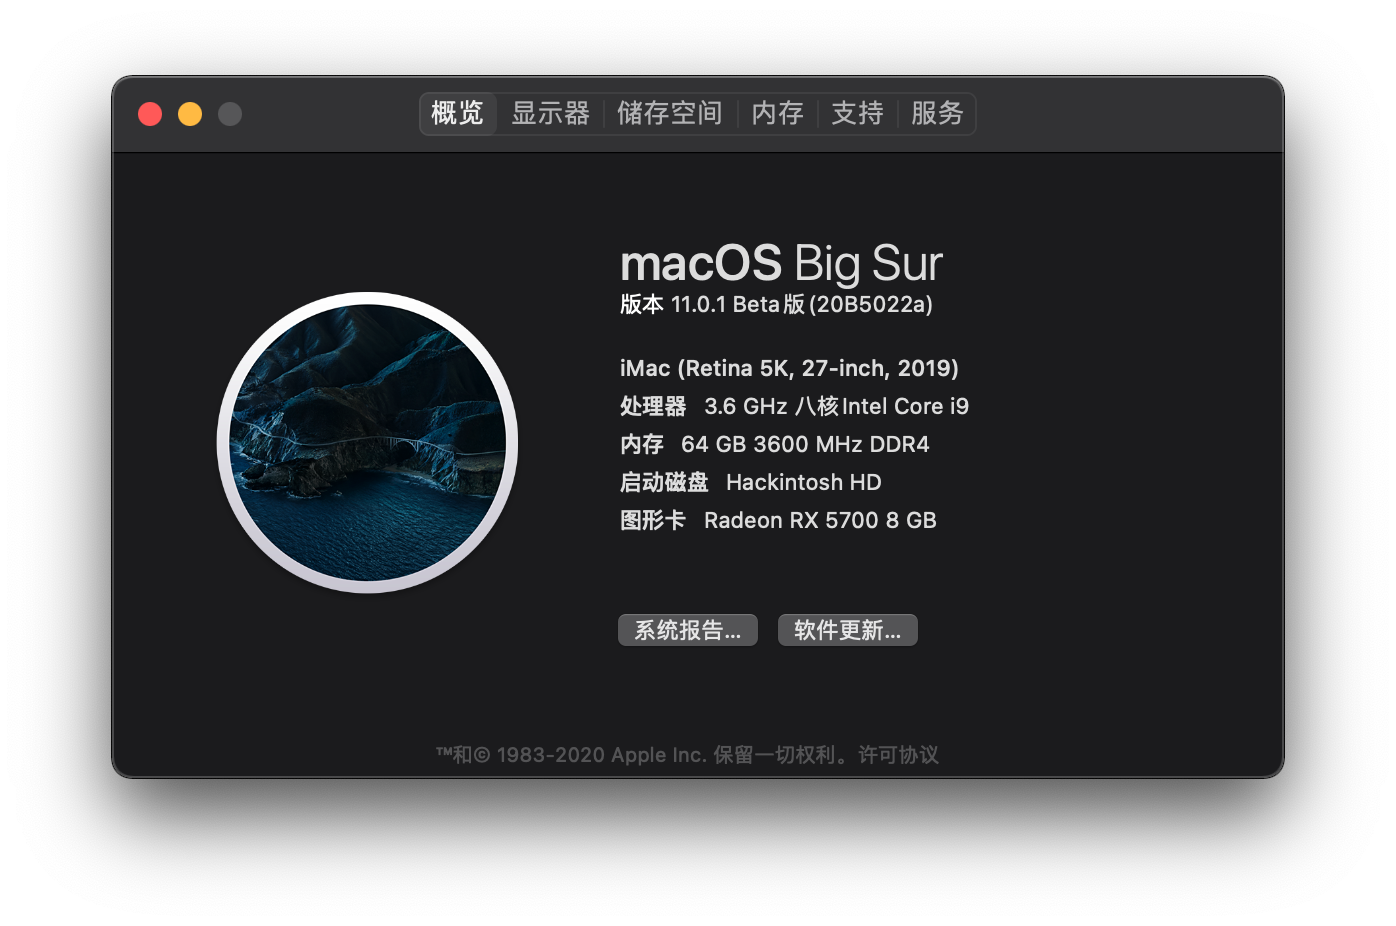 概览 显示器 储存空间 内存 支持 服务
macOS Big Sur
版本 11.0.1 Beta版 (20B5022a)
iMac (Retina 5K, 27-inch, 2019)
处理器 3.6 GHz 八核Intel Core i9
内存 64 GB 3600 MHz DDR4
启动磁盘 Hackintosh HD
图形卡 Radeon RX 5700 8 GB
系统报告... 软件更新...
™和© 1983-2020 Apple Inc. 保留一切权利。许可协议